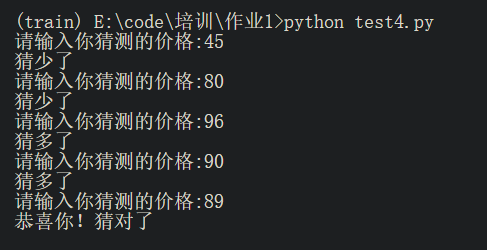 (train) E:\code\培训\作业1>python test4.py
请输入你猜测的价格:45
猜少了
请输入你猜测的价格:80
猜少了
请输入你猜测的价格:96
猜多了
请输入你猜测的价格:90
猜多了
请输入你猜测的价格:89
恭喜你！猜对了